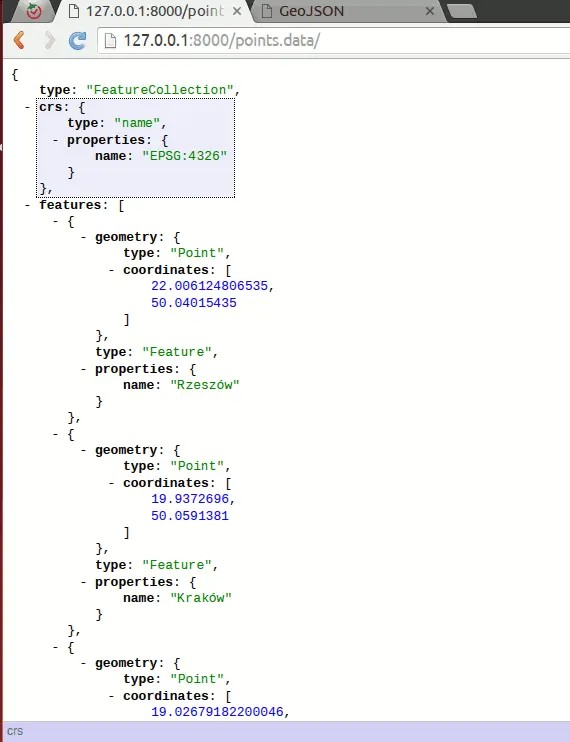 127.0.0.1:8000/point
GeoJSON
127.0.0.1:8000/points.data/
{
type: "FeatureCollection",
- crs: {
type: "name",
- properties: {
name: "EPSG:4326"
}
},
- features: [
- {
- geometry: {
type: "Point",
- coordinates: [
22.006124806535,
50.04015435
]
},
type: "Feature",
- properties: {
name: "Rzeszów"
}
},
- {
- geometry: {
type: "Point",
- coordinates: [
19.9372696,
50.0591381
]
},
type: "Feature",
- properties: {
name: "Kraków"
}
},
- {
- geometry: {
type: "Point",
- coordinates: [
19.02679182200046,
crs